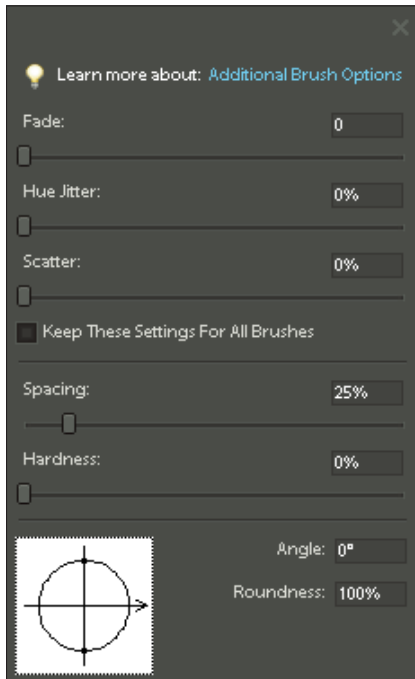 Learn more about: Additional Brush Options
Fade: 0
Hue Jitter: 0%
Scatter: 0%
Keep These Settings For All Brushes
Spacing: 25%
Hardness: 0%
Angle: 0°
Roundness: 100%